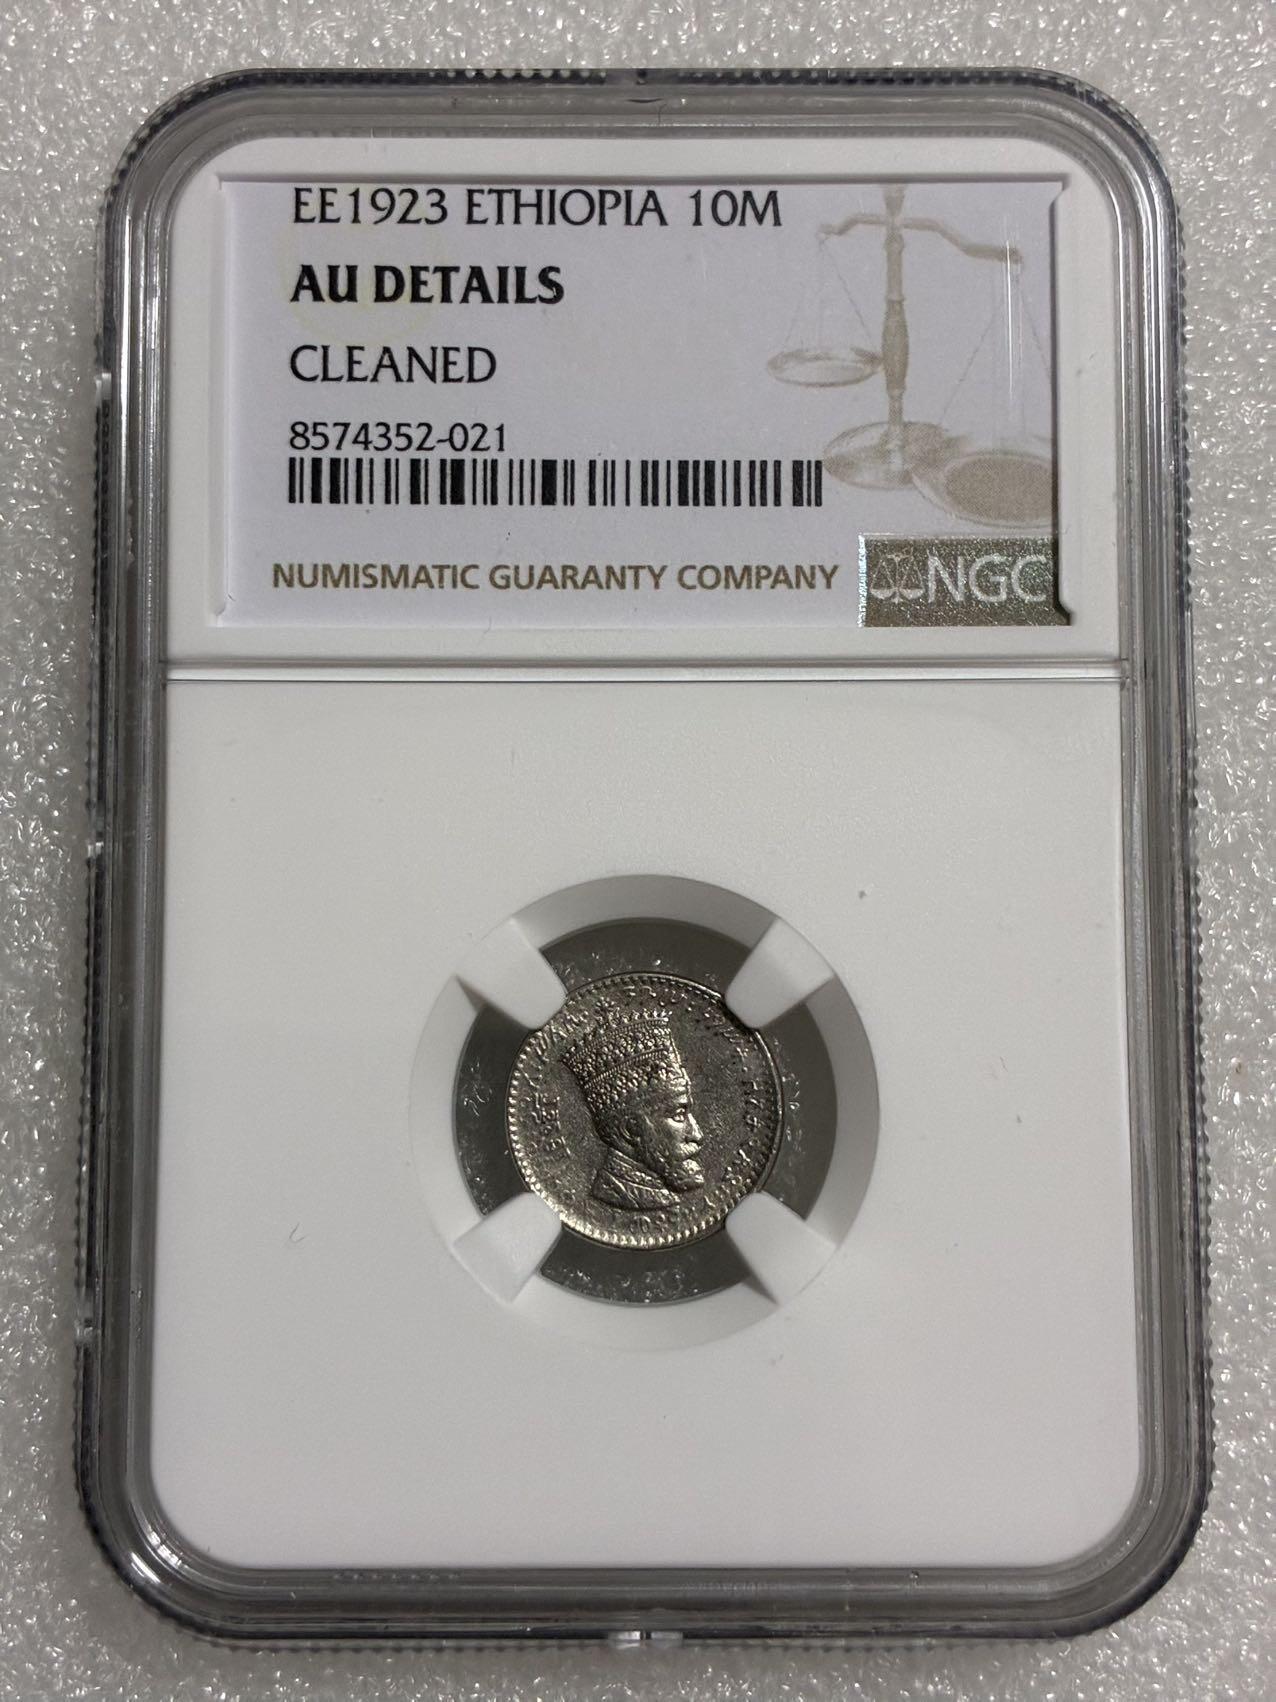 EE1923 ETHIOPIA 10M
AU DETAILS
CLEANED
8574352-021
NUMISMATIC GUARANTY COMPANY
NGC